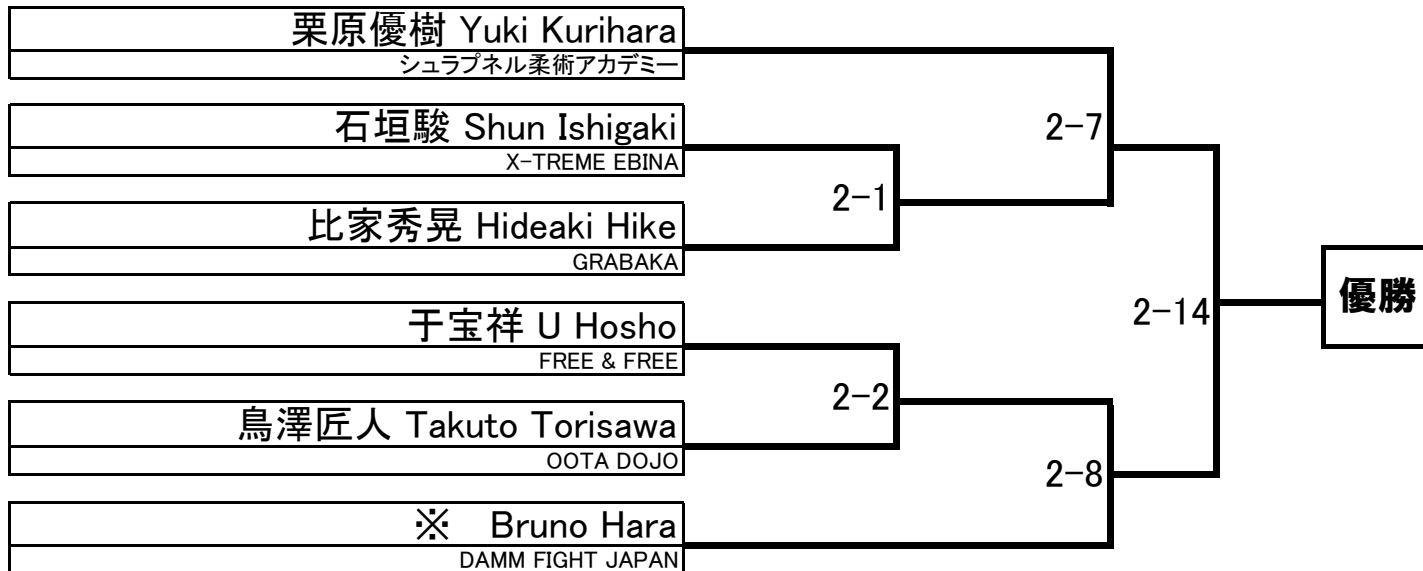 栗原優樹 Yuki Kurihara
シュラプネル柔術アカデミー
石垣駿 Shun Ishigaki
X-TREME EBINA
比家秀晃 Hideaki Hike
GRABAKA
于宝祥 U Hosho
FREE & FREE
鳥澤匠人 Takuto Torisawa
OOTA DOJO
※　Bruno Hara
DAMM FIGHT JAPAN
2-1
2-2
2-7
2-8
2-14
優勝